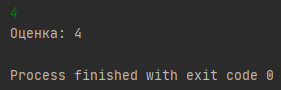 4
Оценка: 4
Process finished with exit code 0